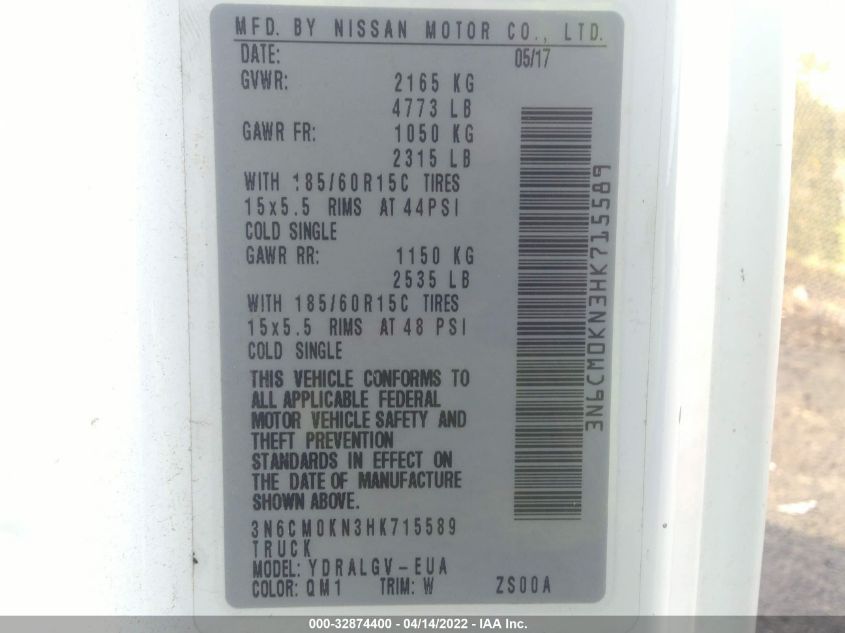 MFD. BY NISSAN MOTOR CO., LTD.
DATE: 05/17
GVWR: 2165 KG
4773 LB
GAWR FR: 1050 KG
2315 LB
WITH 185/60R15C TIRES
15x5.5 RIMS AT 44PSI
COLD SINGLE
GAWR RR: 1150 KG
2535 LB
WITH 185/60R15C TIRES
15x5.5 RIMS AT 48 PSI
COLD SINGLE
THIS VEHICLE CONFORMS TO
ALL APPLICABLE FEDERAL
MOTOR VEHICLE SAFETY AND
THEFT PREVENTION
STANDARDS IN EFFECT ON
THE DATE OF MANUFACTURE
SHOWN ABOVE.
3N6CM0KN3HK715589
TRUCK
MODEL: YDRALGV-EUA
COLOR: QM1 TRIM: W ZS00A
3N6CM0KN3HK715589
000-32874400 - 04/14/2022 - IAA Inc.